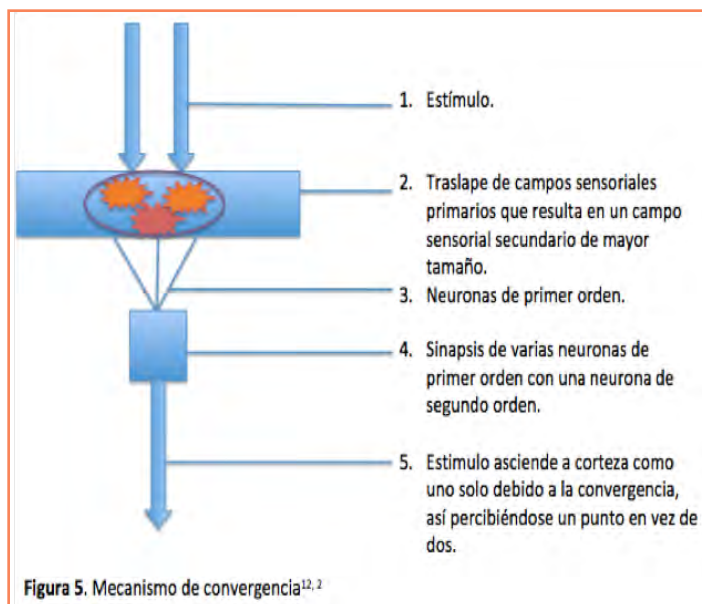 1. Estímulo.
2. Traslape de campos sensoriales
primarios que resulta en un campo
sensorial secundario de mayor
tamaño.
3. Neuronas de primer orden.
4. Sinapsis de varias neuronas de
primer orden con una neurona de
segundo orden.
5. Estimulo asciende a corteza como
uno solo debido a la convergencia,
así percibiéndose un punto en vez de
dos.
Figura 5. Mecanismo de convergencia12, 2